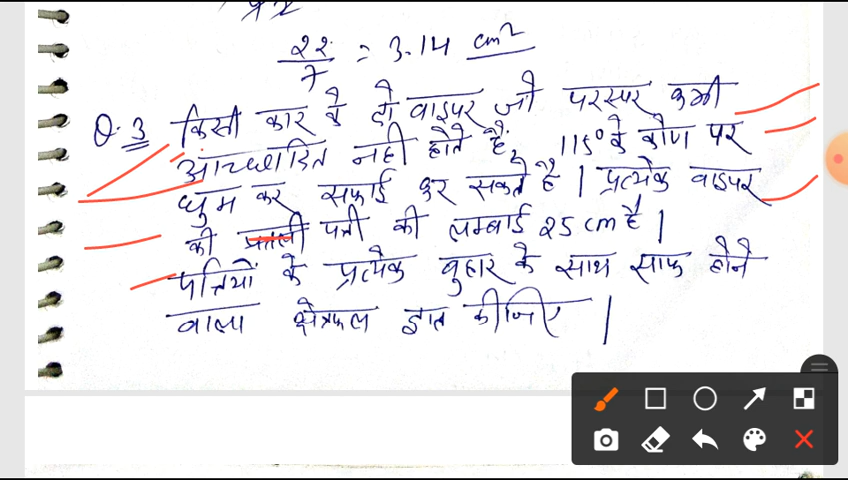 22/7 = 3.14 cm²
Q.3 किसी कार के दो वाइपर जो परस्पर कभी
आच्छादित नहीं होते हैं, 115° के कोण पर
घुम कर सफाई कर सकते है | प्रत्येक वाइपर
की पत्ती की लम्बाई 25 cm है |
पत्तियों के प्रत्येक बुहार के साथ साफ होने
वाला क्षेत्रफल ज्ञात कीजिए |